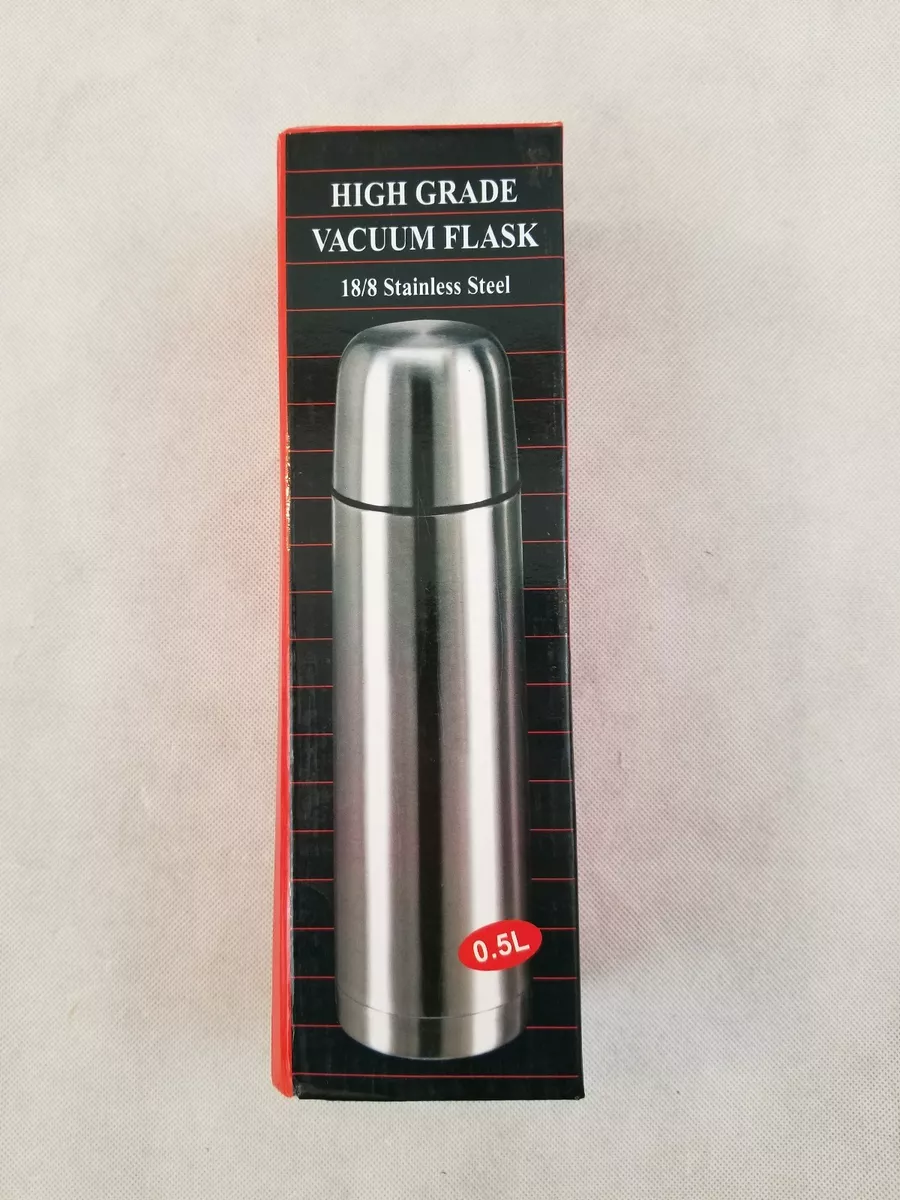 HIGH GRADE
VACUUM FLASK
18/8 Stainless Steel
0.5L